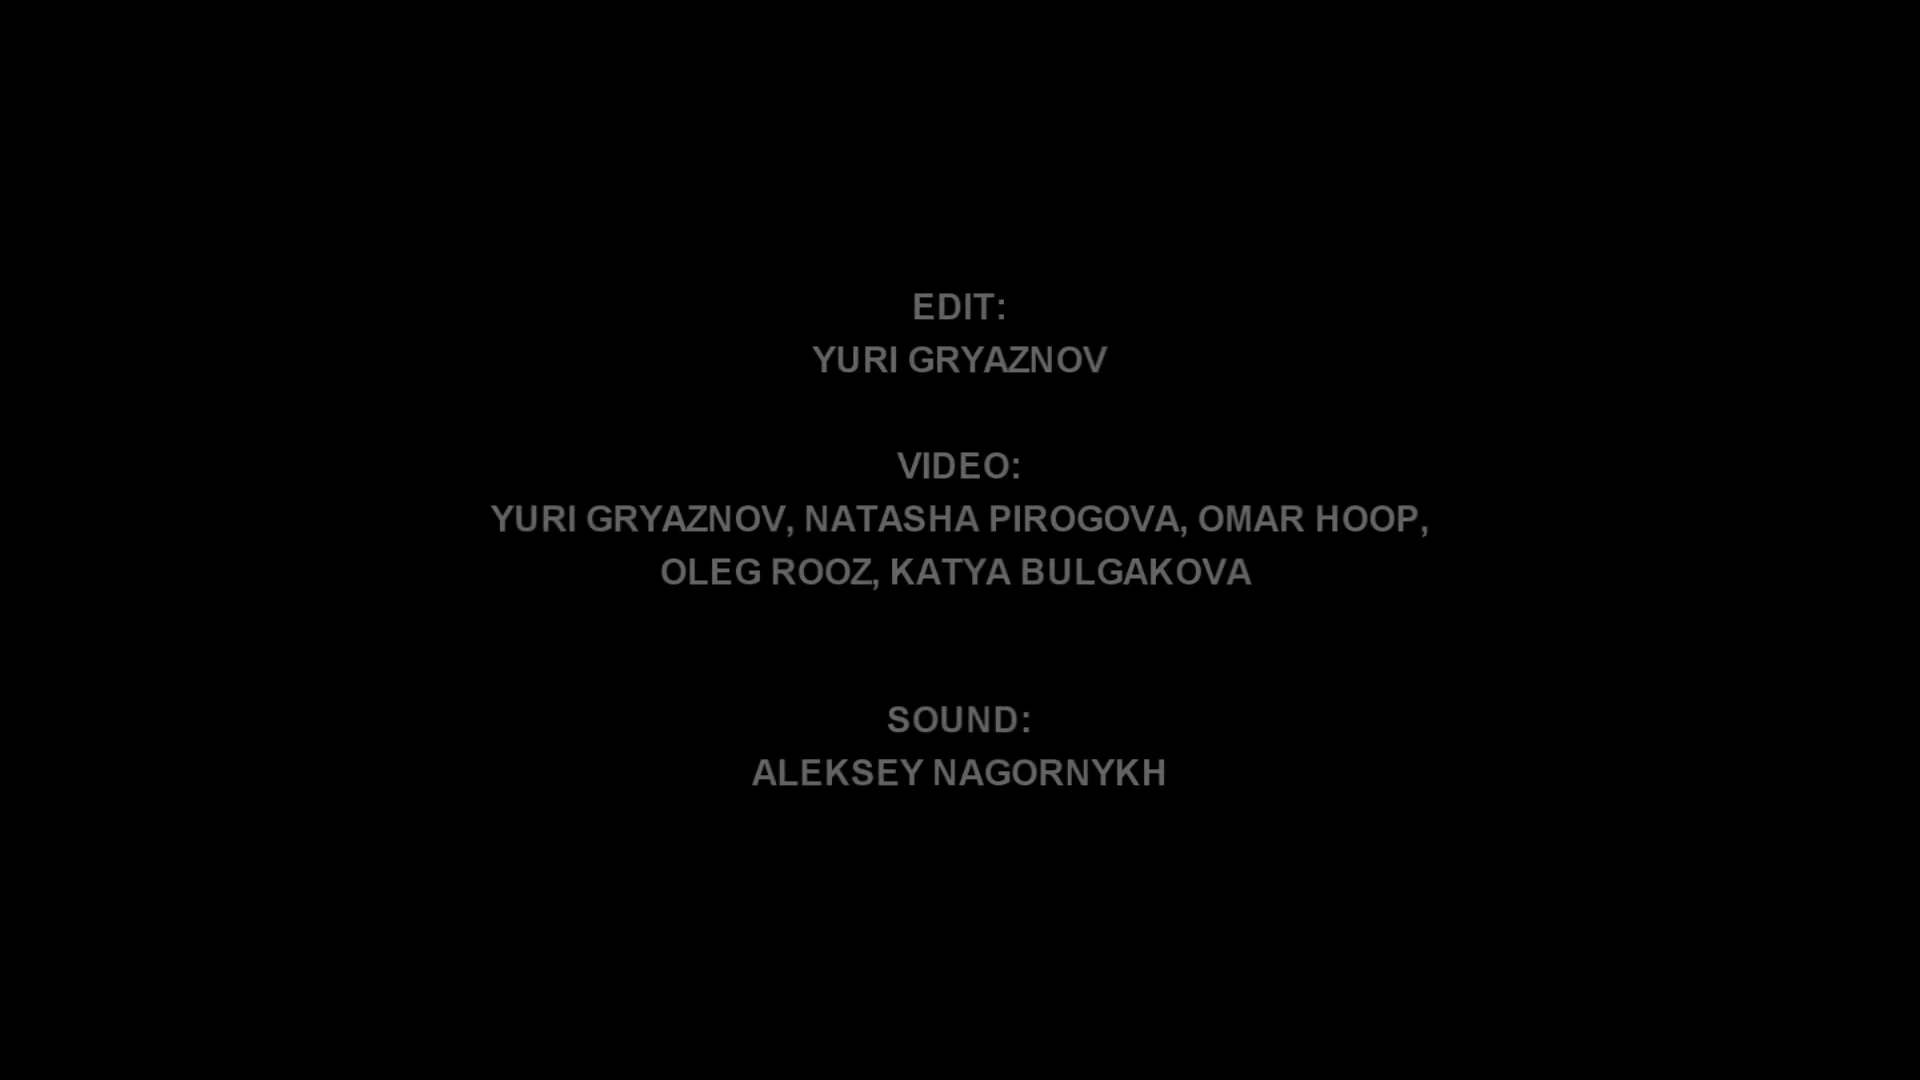 EDIT:
YURI GRYAZNOV
VIDEO:
YURI GRYAZNOV, NATASHA PIROGOVA, OMAR HOOP,
OLEG ROOZ, KATYA BULGAKOVA
SOUND:
ALEKSEY NAGORNYKH